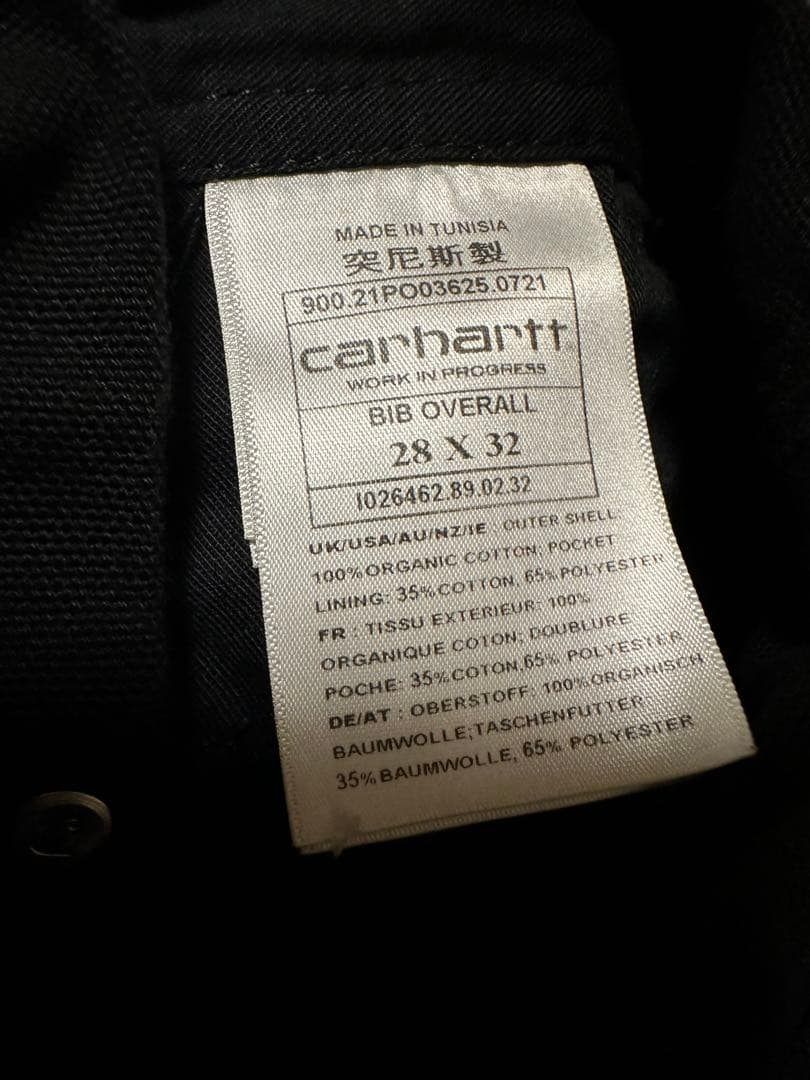 MADE IN TUNISIA
突尼斯製
900.21PO03625.0721
carhartt
WORK IN PROGRESS
BIB OVERALL
28 X 32
I026462.89.02.32
UK/USA/AU/NZ/IE : OUTER SHELL:
100%ORGANIC COTTON; POCKET
LINING: 35%COTTON, 65%POLYESTER
FR : TISSU EXTERIEUR: 100%
ORGANIQUE COTON; DOUBLURE
POCHE: 35%COTON,65% POLYESTER
DE/AT : OBERSTOFF: 100%ORGANISCH
BAUMWOLLE;TASCHENFUTTER
35%BAUMWOLLE, 65% POLYESTER